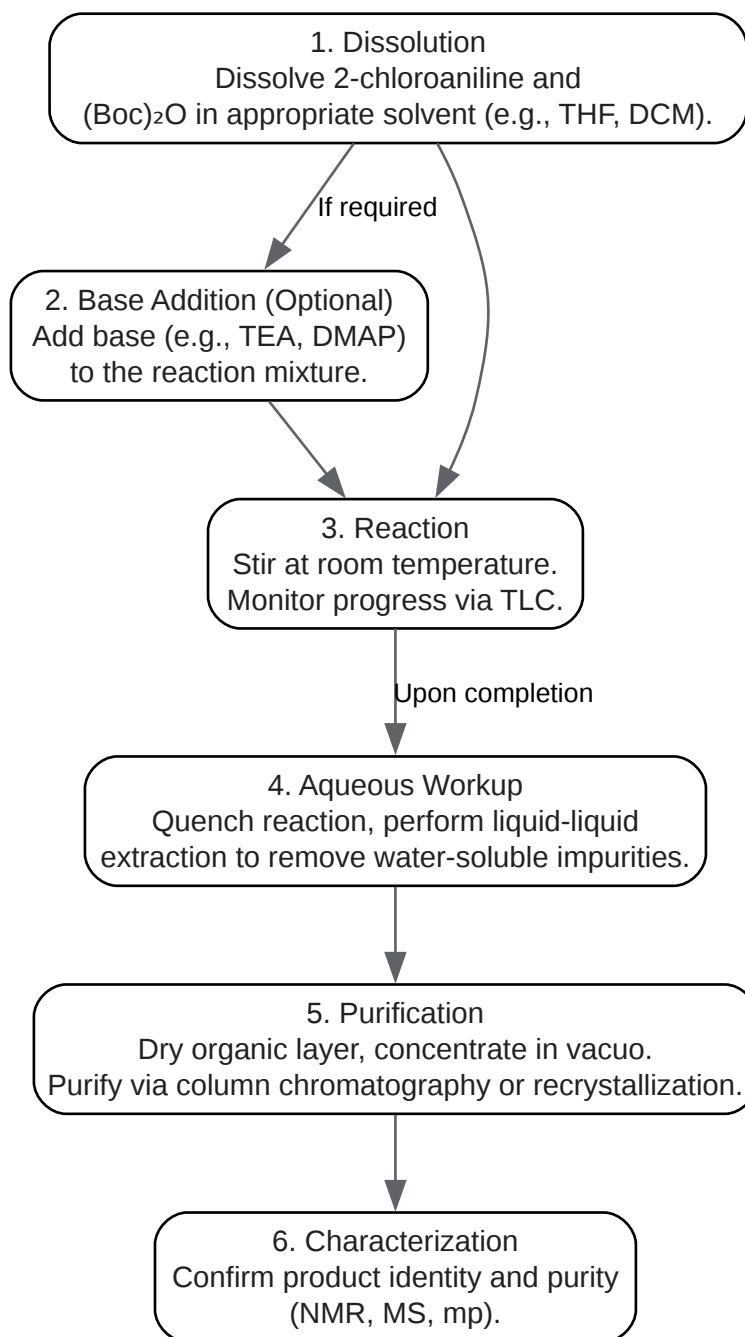 1. Dissolution
Dissolve 2-chloroaniline and
(Boc)₂O in appropriate solvent (e.g., THF, DCM).
If required
2. Base Addition (Optional)
Add base (e.g., TEA, DMAP)
to the reaction mixture.
3. Reaction
Stir at room temperature.
Monitor progress via TLC.
Upon completion
4. Aqueous Workup
Quench reaction, perform liquid-liquid
extraction to remove water-soluble impurities.
5. Purification
Dry organic layer, concentrate in vacuo.
Purify via column chromatography or recrystallization.
6. Characterization
Confirm product identity and purity
(NMR, MS, mp).